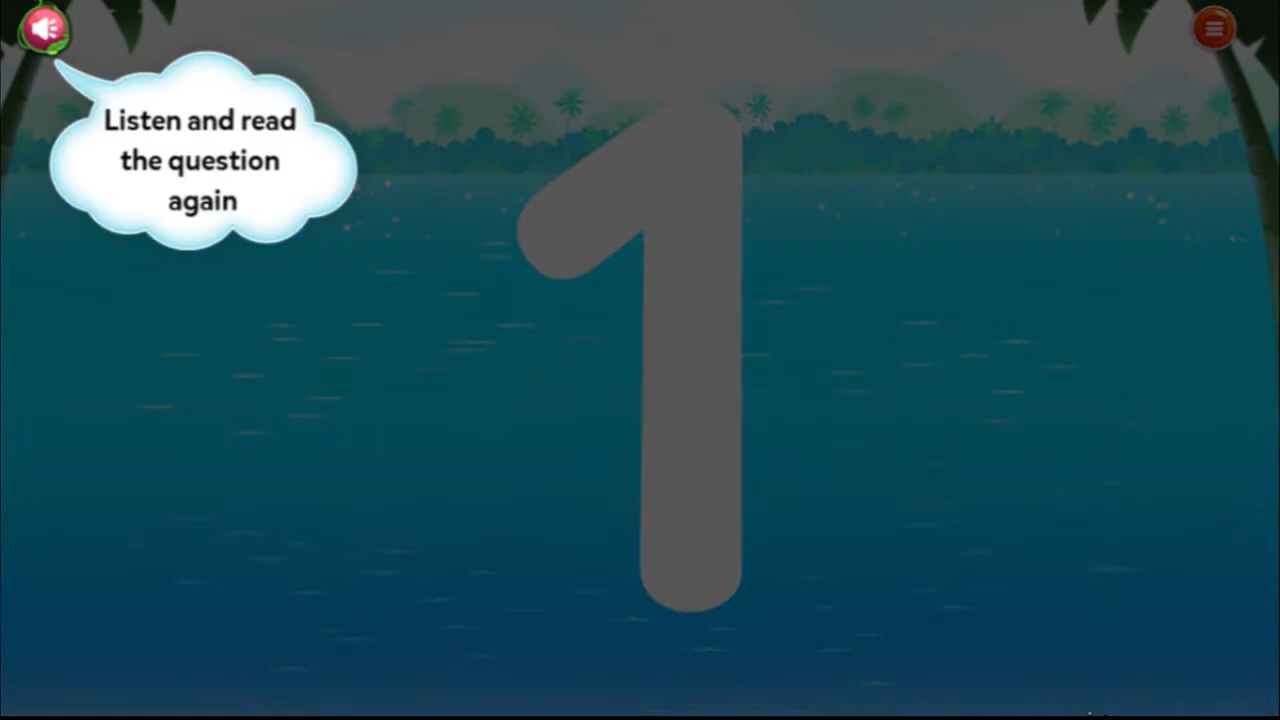 Listen and read
the question
again
1